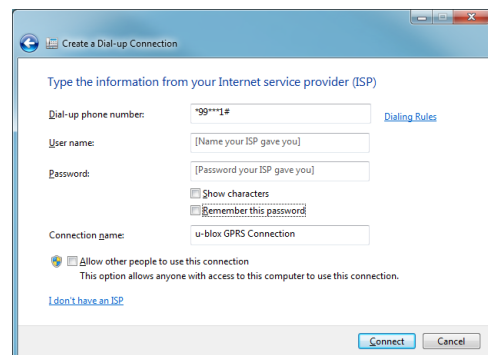 Create a Dial-up Connection
Type the information from your Internet service provider (ISP)
Dial-up phone number: *99***1# Dialing Rules
User name: [Name your ISP gave you]
Password: [Password your ISP gave you]
Show characters
Remember this password
Connection name: u-blox GPRS Connection
Allow other people to use this connection
This option allows anyone with access to this computer to use this connection.
I don't have an ISP
Connect Cancel